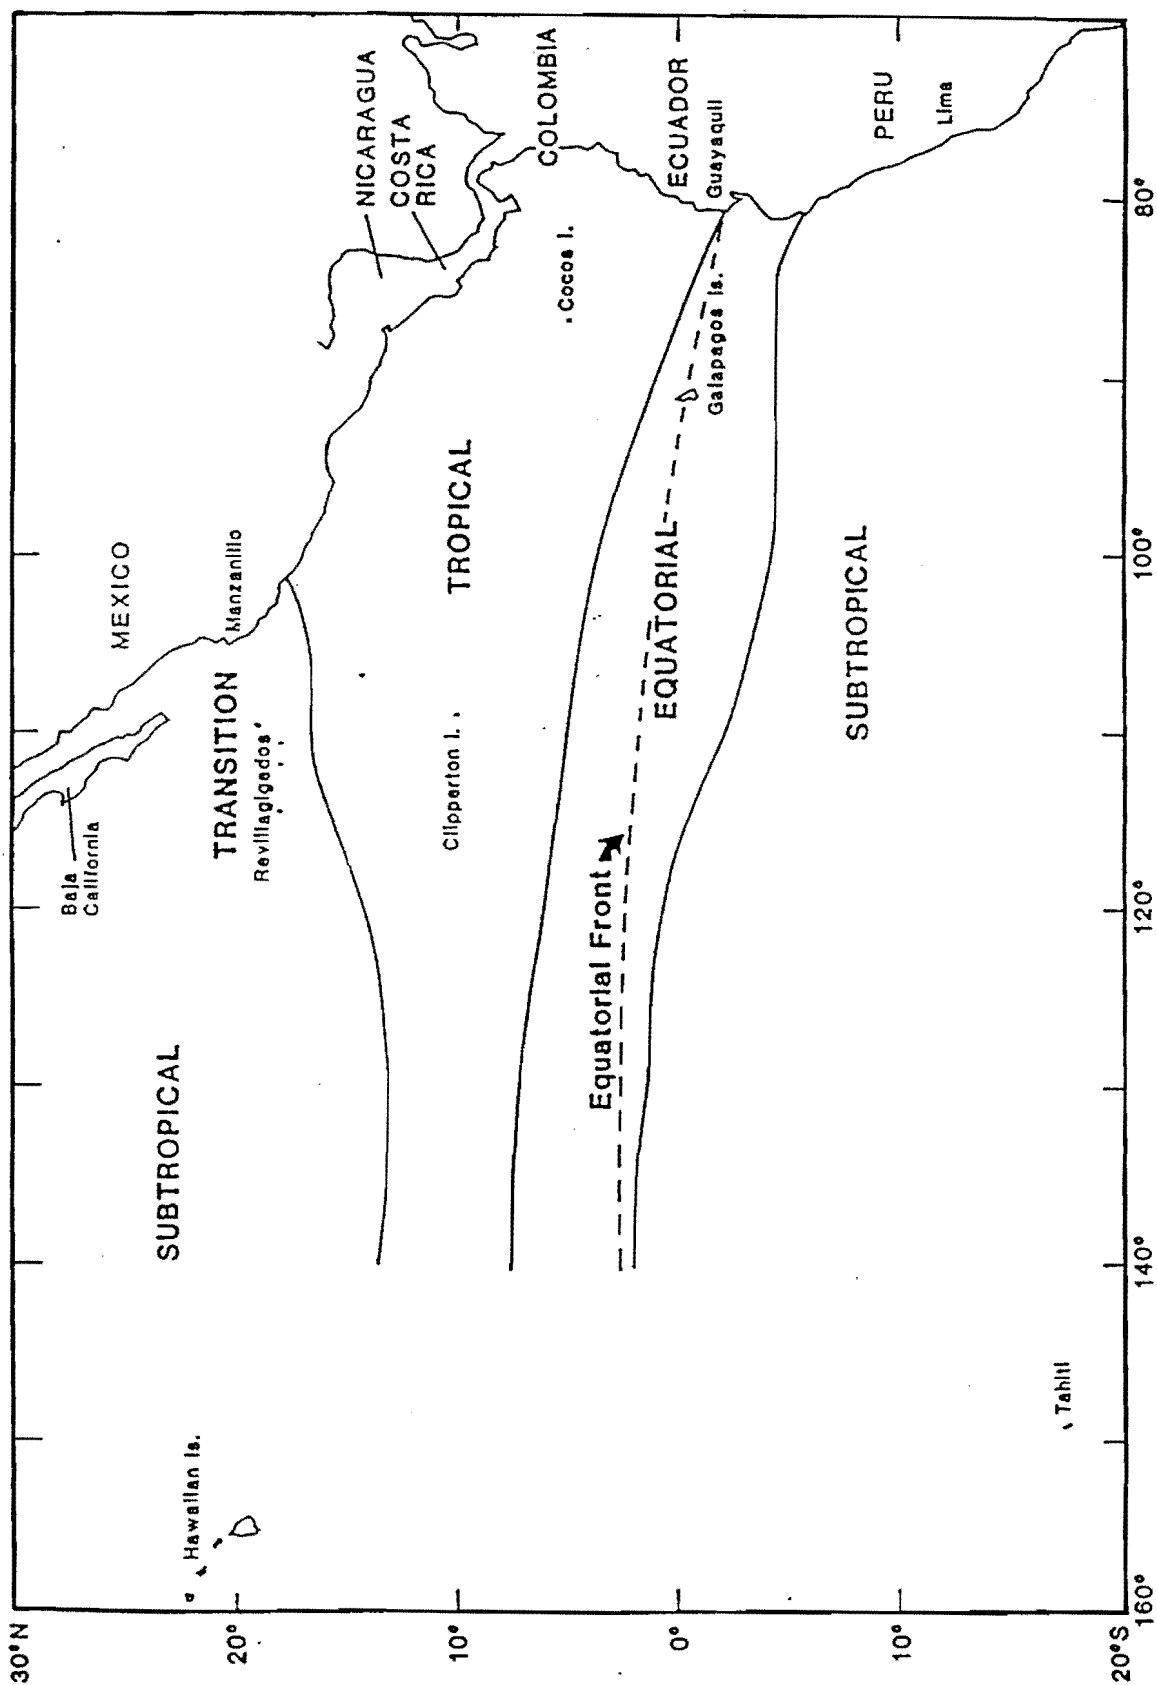 30°N
20°
10°
0°
10°
20°S
160°
140°
120°
100°
80°
Hawaiian Is.
Tahiti
SUBTROPICAL
Baja
California
MEXICO
Manzanillo
TRANSITION
Revillagigedos
NICARAGUA
COSTA
RICA
COLOMBIA
Cocos I.
TROPICAL
Clipperton I.
ECUADOR
Guayaquil
Galapagos Is.
EQUATORIAL
Equatorial Front
PERU
Lima
SUBTROPICAL